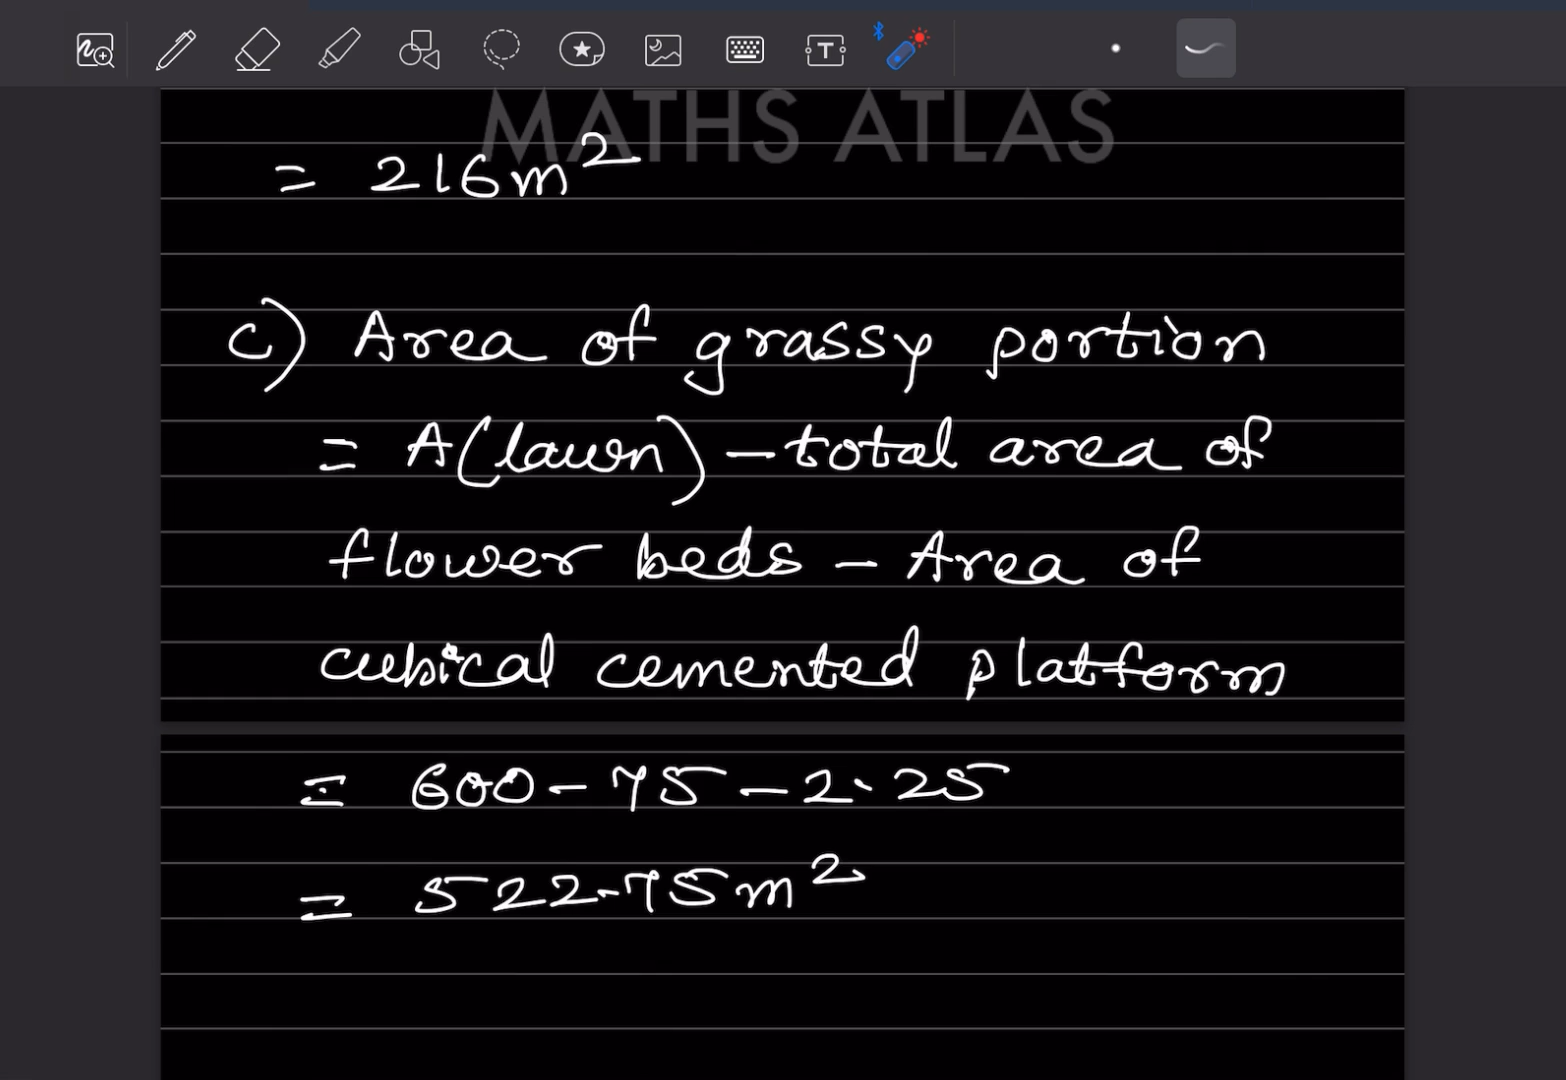 MATHS ATLAS
= 216m²
c) Area of grassy portion
= A(lawn) - total area of
flower beds - Area of
cubical cemented platform
= 600 - 75 - 2.25
= 522.75m²